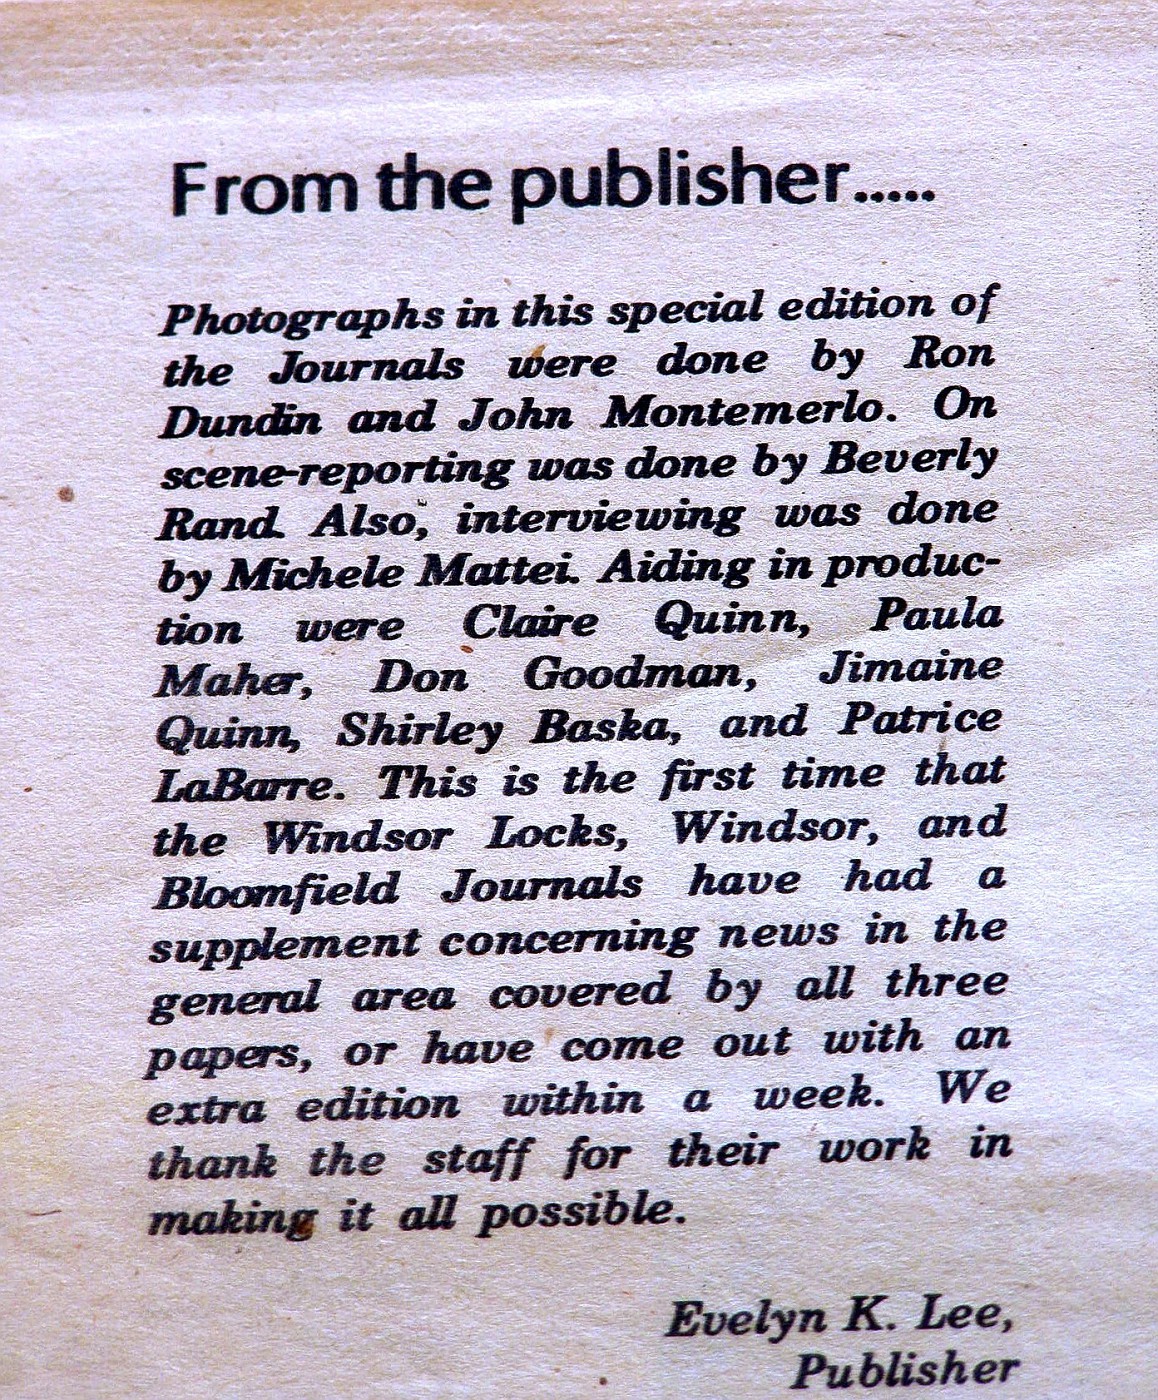 From the publisher.....
Photographs in this special edition of
the Journals were done by Ron
Dundin and John Montemerlo. On
scene-reporting was done by Beverly
Rand. Also, interviewing was done
by Michele Mattei. Aiding in produc-
tion were Claire Quinn, Paula
Maher, Don Goodman, Jimaine
Quinn, Shirley Baska, and Patrice
LaBarre. This is the first time that
the Windsor Locks, Windsor, and
Bloomfield Journals have had a
supplement concerning news in the
general area covered by all three
papers, or have come out with an
extra edition within a week. We
thank the staff for their work in
making it all possible.
Evelyn K. Lee,
Publisher